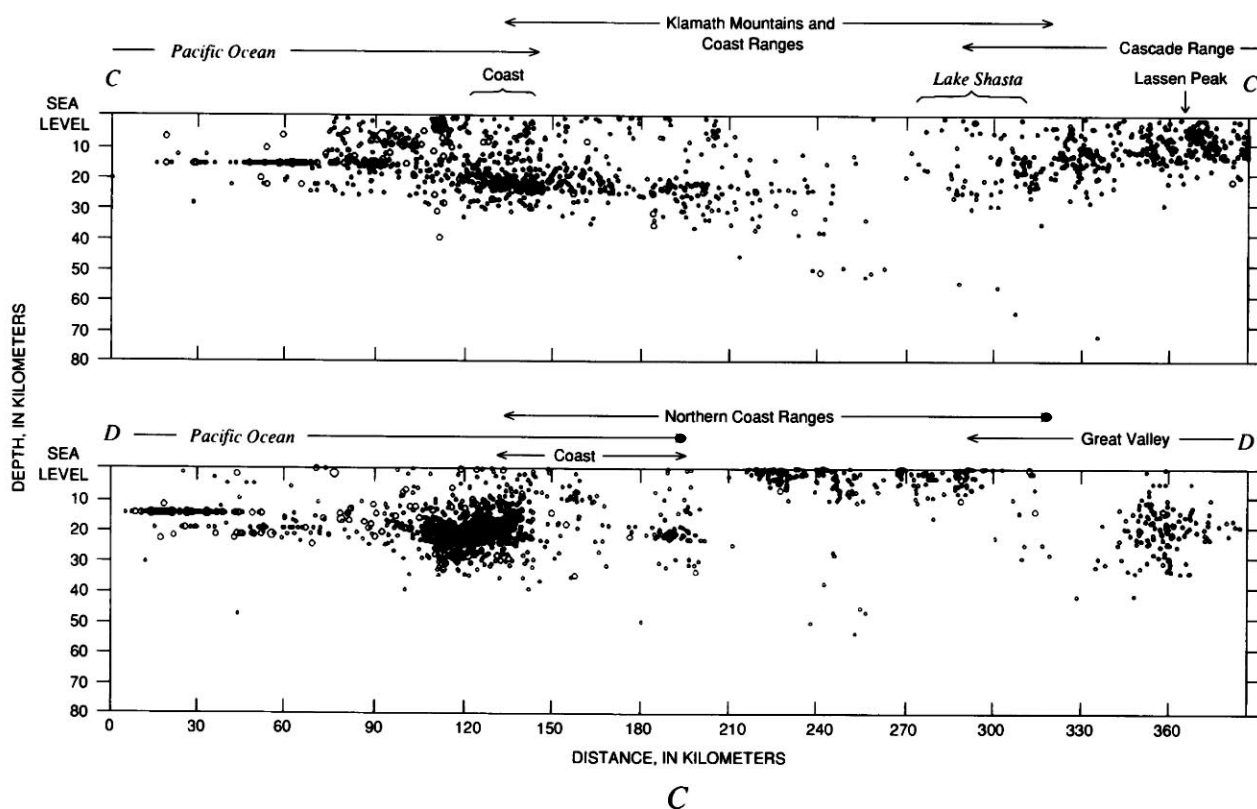 Klamath Mountains and
Coast Ranges
Pacific Ocean
Cascade Range
C
Coast
Lake Shasta
Lassen Peak
C
SEA
LEVEL
10
20
30
40
50
60
70
80
DEPTH, IN KILOMETERS
Northern Coast Ranges
D
Pacific Ocean
Great Valley
D
SEA
LEVEL
Coast
10
20
30
40
50
60
70
80
0 30 60 90 120 150 180 210 240 270 300 330 360
DISTANCE, IN KILOMETERS
C